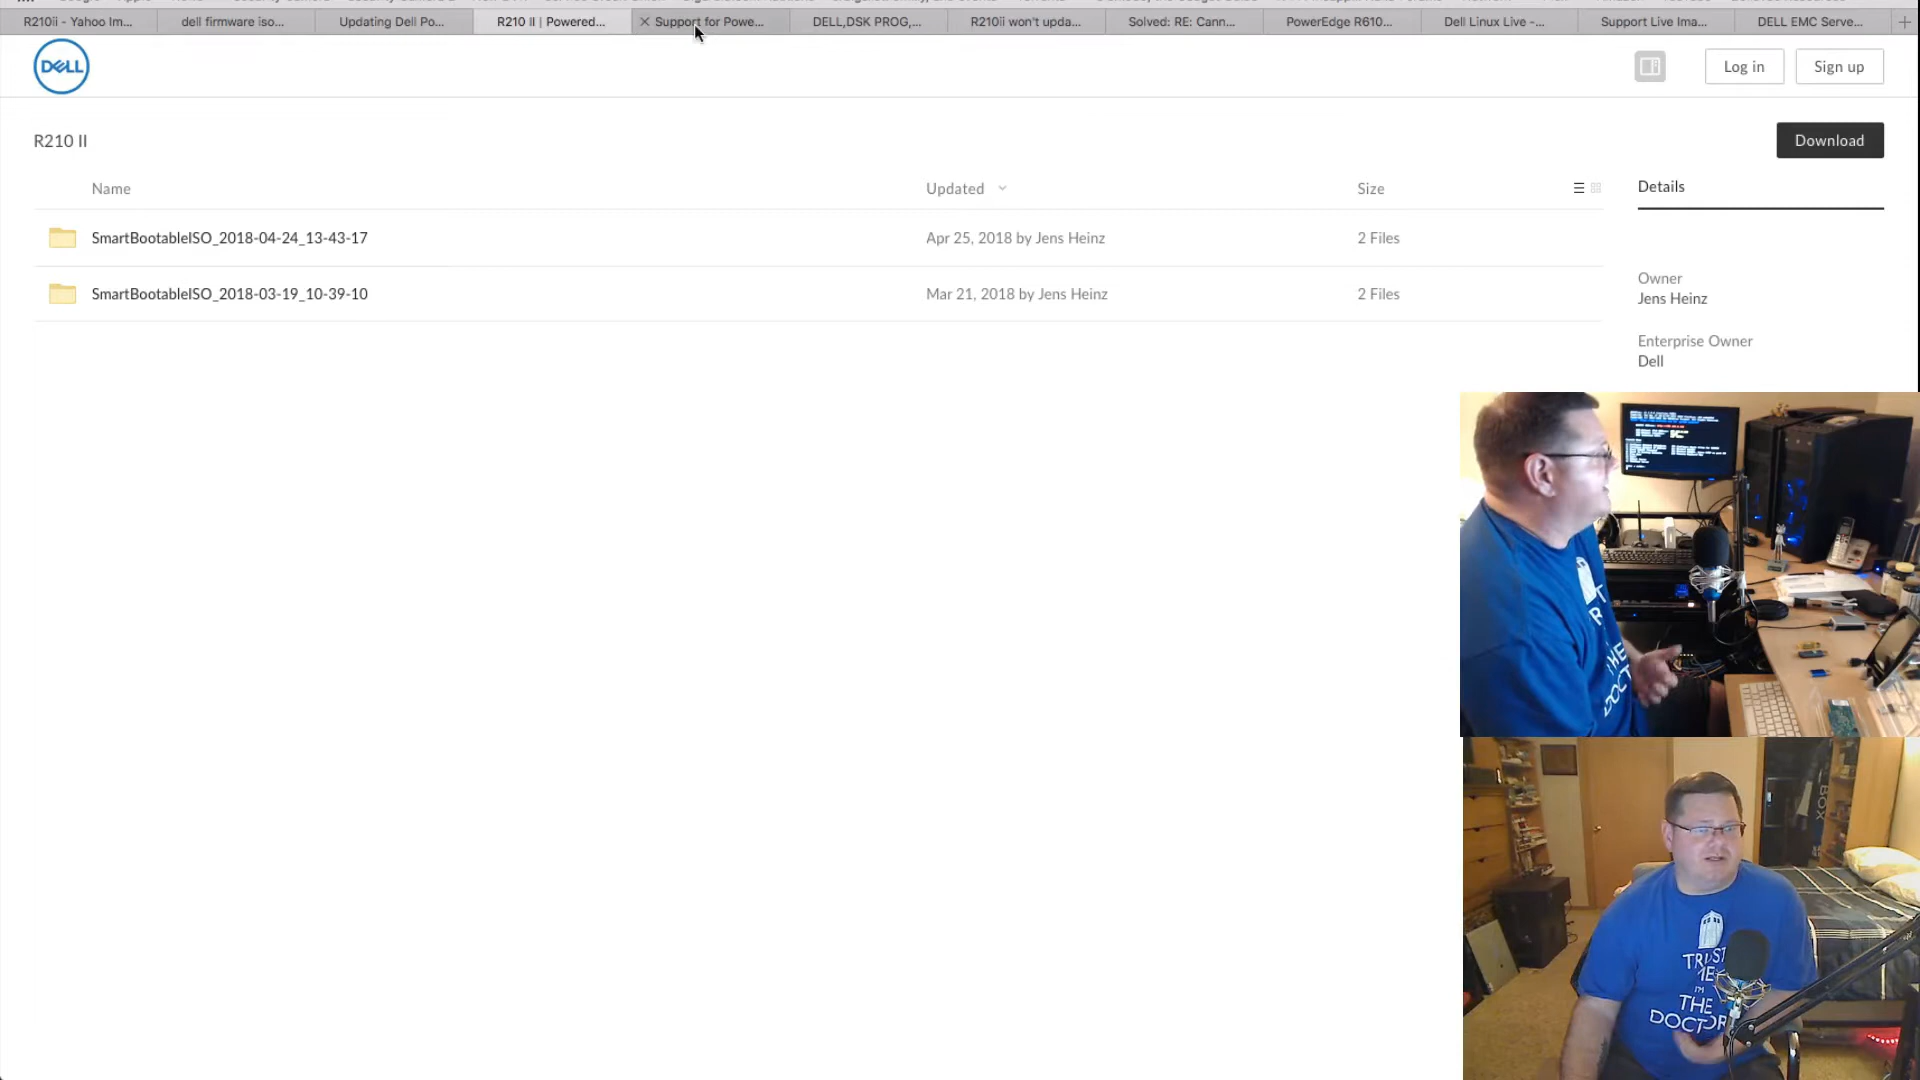 R210ii - Yahoo Im...
dell firmware iso...
Updating Dell Po...
R210 II | Powered...
Support for Powe...
DELL,DSK PROG,...
R210ii won't upda...
Solved: RE: Cann...
PowerEdge R610...
Dell Linux Live -...
Support Live Ima...
DELL EMC Serve...
DELL
Log in
Sign up
R210 II
Download
Name
Updated
Size
Details
SmartBootableISO_2018-04-24_13-43-17
Apr 25, 2018 by Jens Heinz
2 Files
SmartBootableISO_2018-03-19_10-39-10
Mar 21, 2018 by Jens Heinz
2 Files
Owner
Jens Heinz
Enterprise Owner
Dell
BOX
TRUST
ME
I'M
THE
DOCTOR